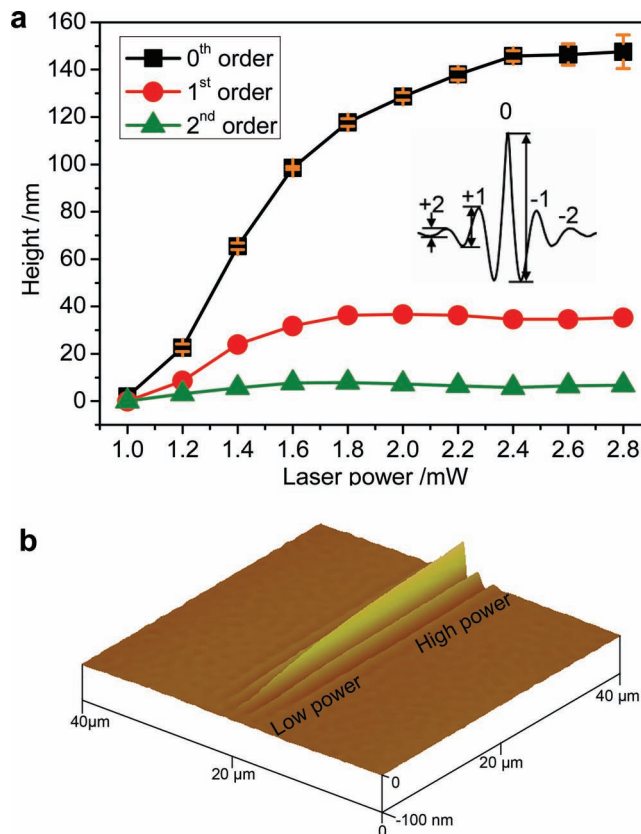 a
160
140
120
100
80
60
40
20
0
Height /nm
0th order
1st order
2nd order
0
+2
+1
-1
-2
1.0 1.2 1.4 1.6 1.8 2.0 2.2 2.4 2.6 2.8
Laser power /mW
b
High power
Low power
40µm
20 µm
0
-100 nm
0
20 µm
40 µm